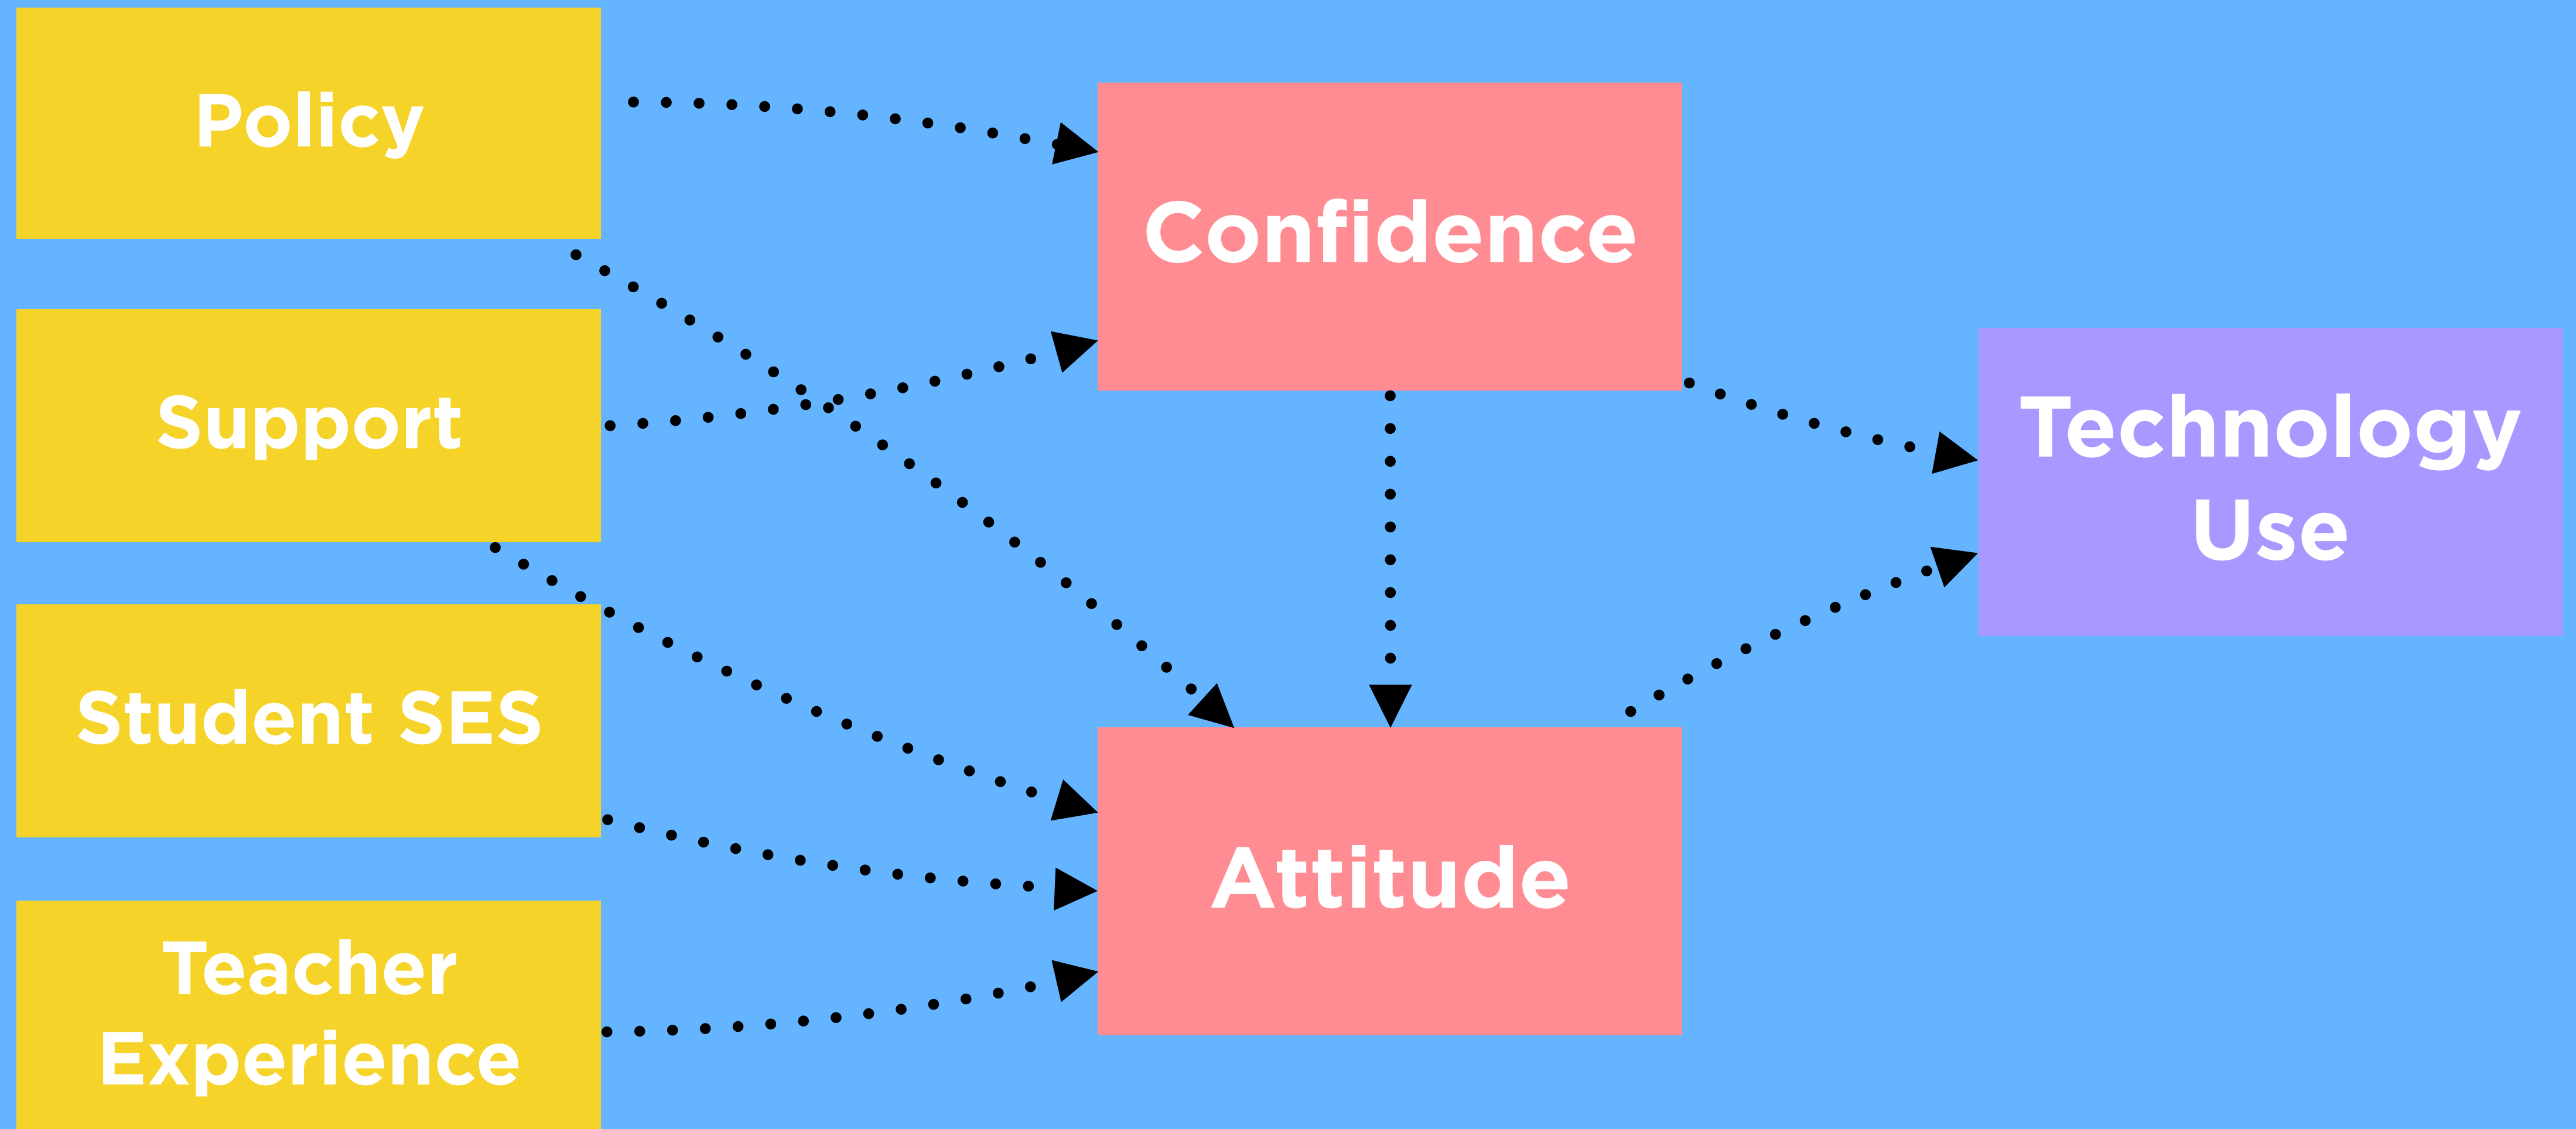 Policy
Support
Student SES
Teacher
Experience
Confidence
Attitude
Technology
Use